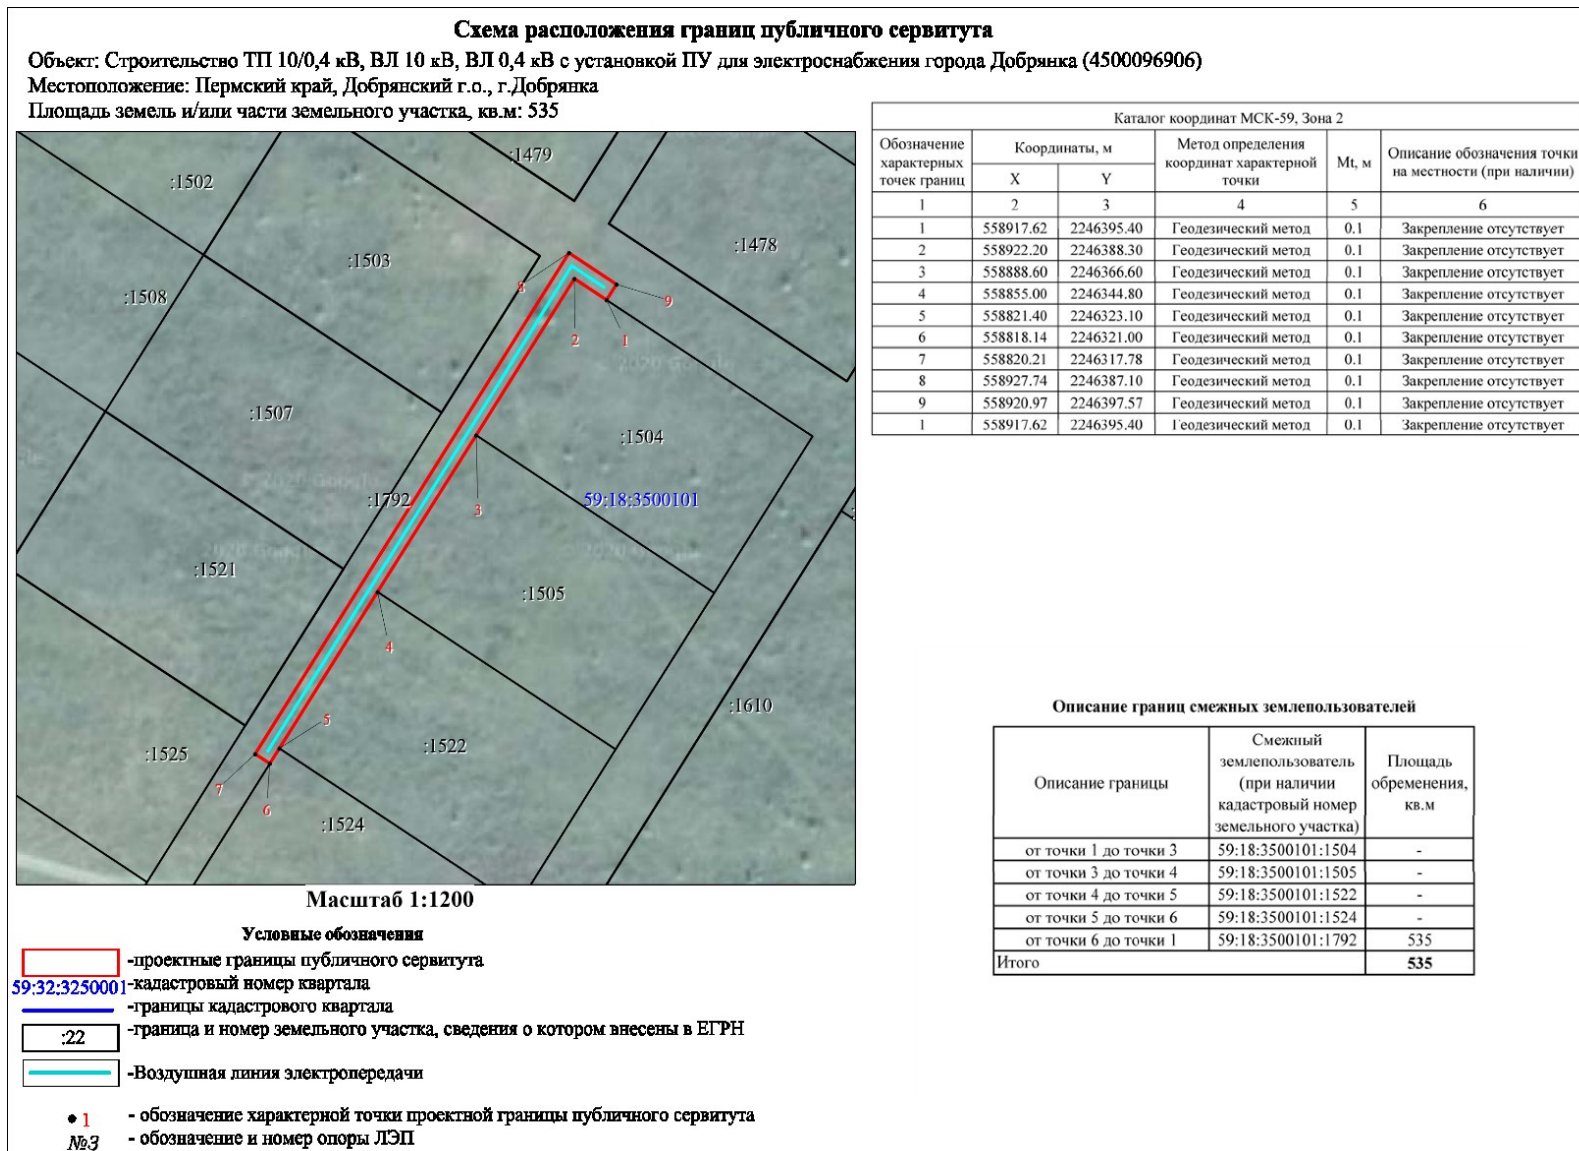 Схема расположения границ публичного сервитута
Объект: Строительство ТП 10/0,4 кВ, ВЛ 10 кВ, ВЛ 0,4 кВ с установкой ПУ для электроснабжения города Добрянка (4500096906)
Местоположение: Пермский край, Добрянский г.о., г.Добрянка
Площадь земель и/или части земельного участка, кв.м: 535
:1479
:1502
:1478
:1503
:1508
8
9
2
1
© 2020 Google
:1507
:1504
:1792
59:18:3500101
3
:1521
2020 Google
:1505
4
:1610
5
:1522
:1525
7
6
:1524
Масштаб 1:1200
Условные обозначения
-проектные границы публичного сервитута
59:32:3250001 -кадастровый номер квартала
-границы кадастрового квартала
:22 -граница и номер земельного участка, сведения о котором внесены в ЕГРН
-Воздушная линия электропередачи
1 - обозначение характерной точки проектной границы публичного сервитута
№3 - обозначение и номер опоры ЛЭП
Каталог координат МСК-59, Зона 2
Обозначение характерных точек границ | Координаты, м | Метод определения координат характерной точки | Mt, м | Описание обозначения точки на местности (при наличии)
X Y
1 2 3 4 5 6
1 558917.62 2246395.40 Геодезический метод 0.1 Закрепление отсутствует
2 558922.20 2246388.30 Геодезический метод 0.1 Закрепление отсутствует
3 558888.60 2246366.60 Геодезический метод 0.1 Закрепление отсутствует
4 558855.00 2246344.80 Геодезический метод 0.1 Закрепление отсутствует
5 558821.40 2246323.10 Геодезический метод 0.1 Закрепление отсутствует
6 558818.14 2246321.00 Геодезический метод 0.1 Закрепление отсутствует
7 558820.21 2246317.78 Геодезический метод 0.1 Закрепление отсутствует
8 558927.74 2246387.10 Геодезический метод 0.1 Закрепление отсутствует
9 558920.97 2246397.57 Геодезический метод 0.1 Закрепление отсутствует
1 558917.62 2246395.40 Геодезический метод 0.1 Закрепление отсутствует
Описание границ смежных землепользователей
Описание границы | Смежный землепользователь (при наличии кадастровый номер земельного участка) | Площадь обременения, кв.м
от точки 1 до точки 3 59:18:3500101:1504 -
от точки 3 до точки 4 59:18:3500101:1505 -
от точки 4 до точки 5 59:18:3500101:1522 -
от точки 5 до точки 6 59:18:3500101:1524 -
от точки 6 до точки 1 59:18:3500101:1792 535
Итого 535